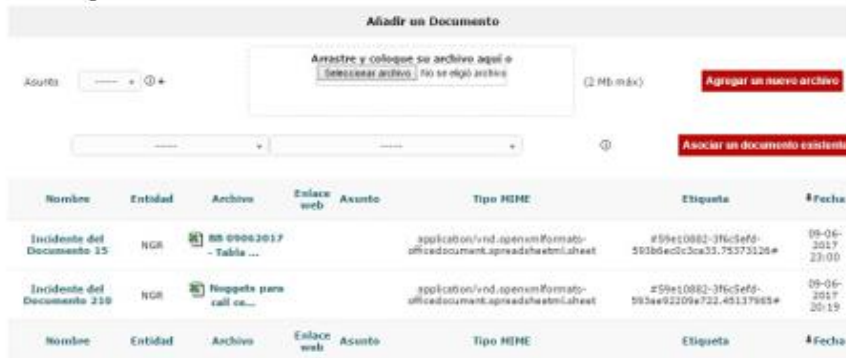 Añadir un Documento
Arrastre y coloque su archivo aquí o
Asunto ----- Seleccionar archivo No se eligió archivo (2 Mb máx) Agregar un nuevo archivo
----- ----- Asociar un documento existente
Nombre Entidad Archivo Enlace web Asunto Tipo MIME Etiqueta Fecha
Incidente del Documento 15 NGR BB 09062017 - Tabla ... application/vnd.openxmlformats-officedocument.spreadsheetml.sheet 09-06-2017 23:00
Incidente del Documento 210 NGR Nuggets para call ce... application/vnd.openxmlformats-officedocument.spreadsheetml.sheet 09-06-2017 20:19
Nombre Entidad Archivo Enlace web Asunto Tipo MIME Etiqueta Fecha